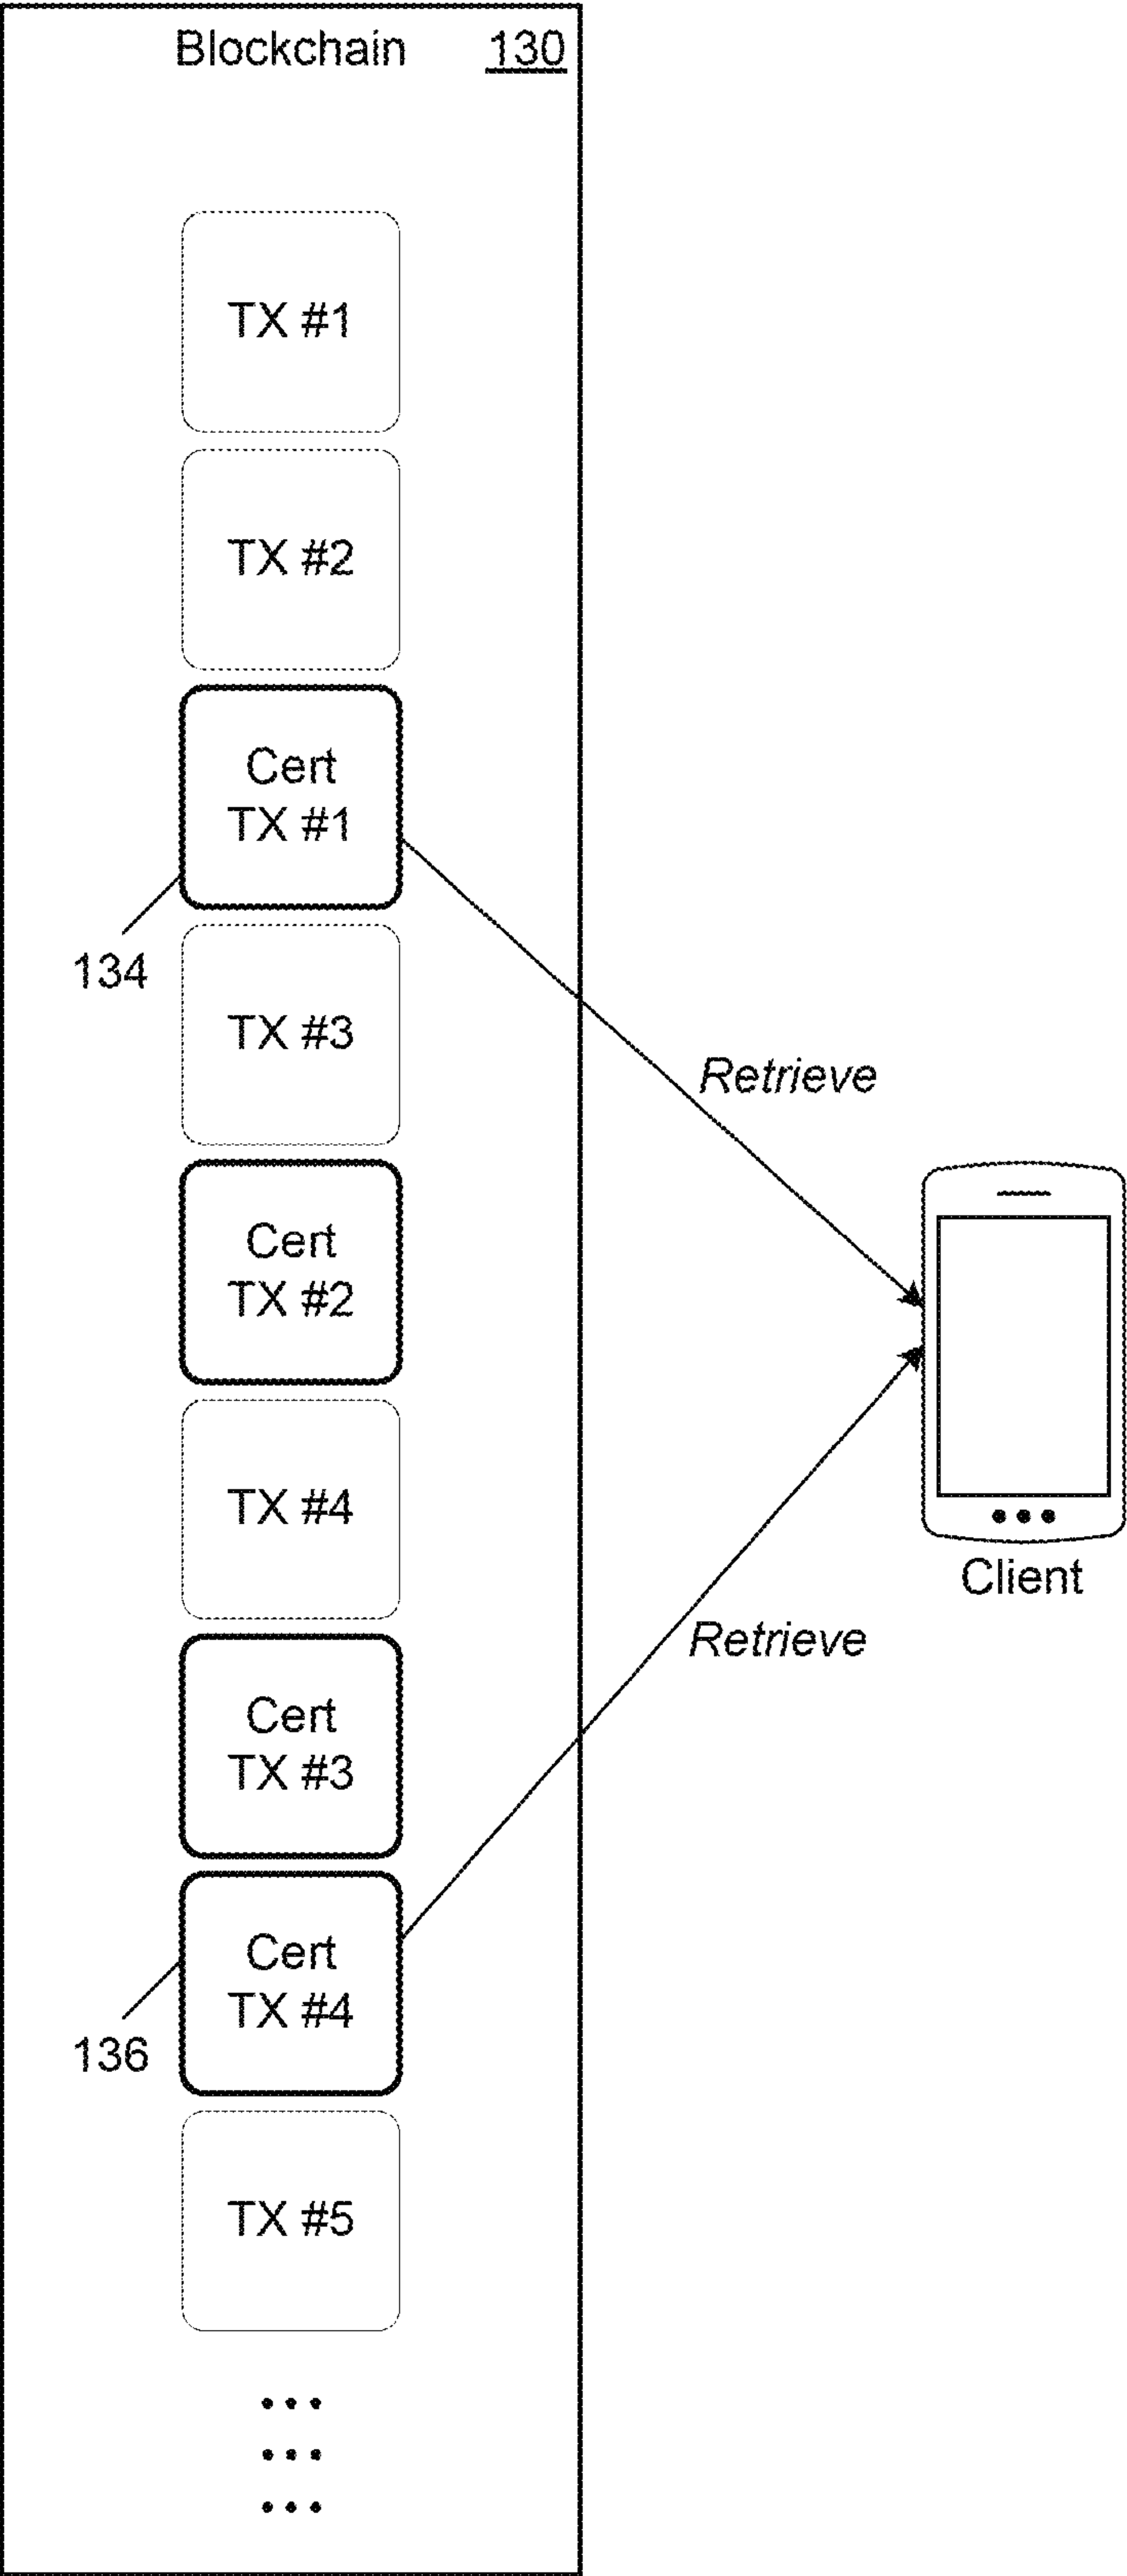 Blockchain 130
TX #1
TX #2
Cert
TX #1
134
TX #3
Retrieve
Cert
TX #2
TX #4
Client
Retrieve
Cert
TX #3
Cert
TX #4
136
TX #5